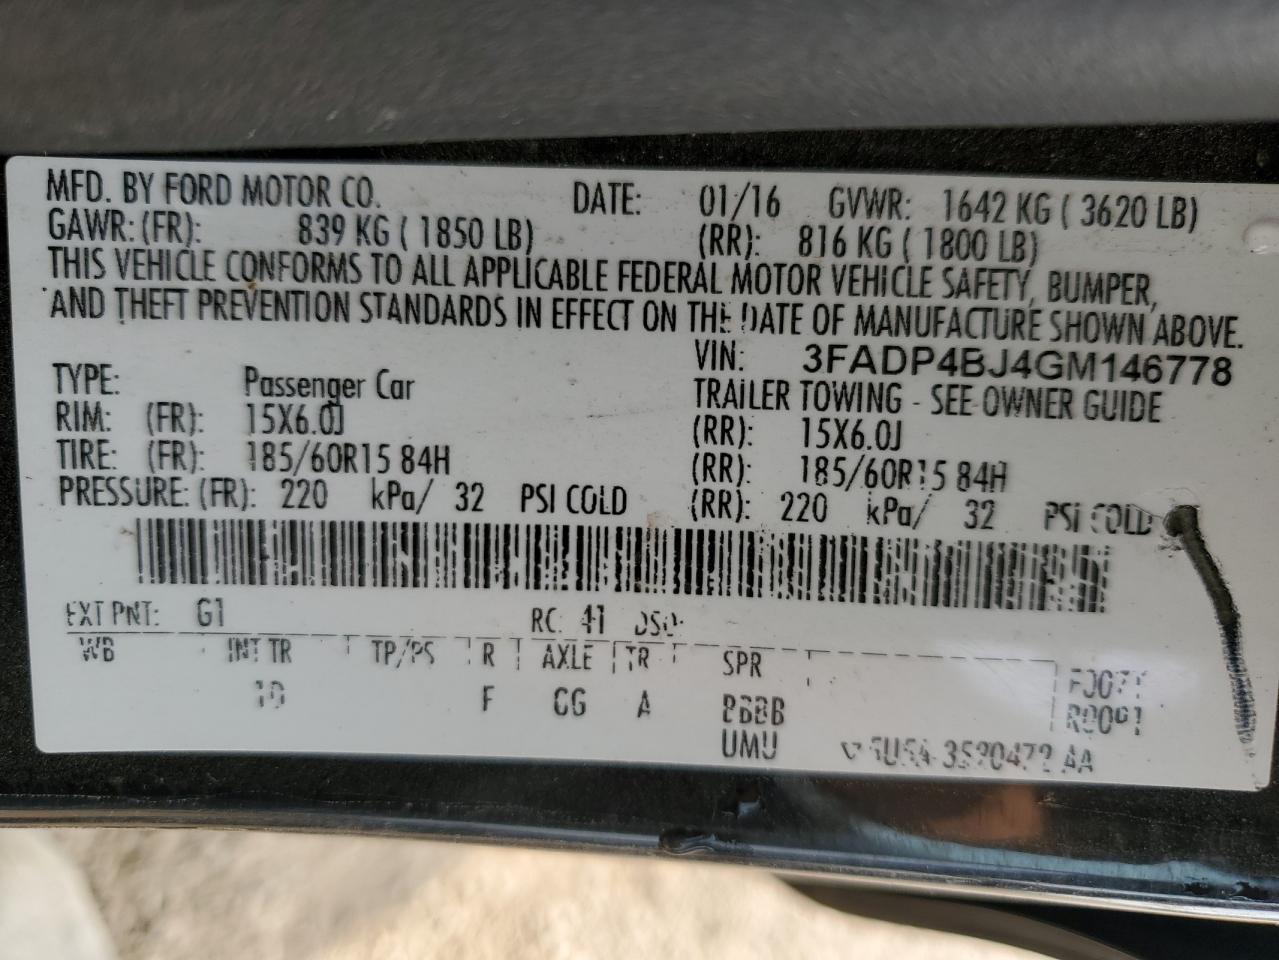 MFD. BY FORD MOTOR CO. DATE: 01/16 GVWR: 1642 KG ( 3620 LB)
GAWR: (FR): 839 KG ( 1850 LB) (RR): 816 KG ( 1800 LB)
THIS VEHICLE CONFORMS TO ALL APPLICABLE FEDERAL MOTOR VEHICLE SAFETY, BUMPER,
AND THEFT PREVENTION STANDARDS IN EFFECT ON THE DATE OF MANUFACTURE SHOWN ABOVE.
VIN: 3FADP4BJ4GM146778
TYPE: Passenger Car TRAILER TOWING - SEE OWNER GUIDE
RIM: (FR): 15X6.0J (RR): 15X6.0J
TIRE: (FR): 185/60R15 84H (RR): 185/60R15 84H
PRESSURE: (FR): 220 kPa/ 32 PSI COLD (RR): 220 kPa/ 32 PSI COLD
EXT PNT: G1 RC: 41 DSO:
WB INT TR TP/PS R AXLE TR SPR
F CG A BBBB
UMU